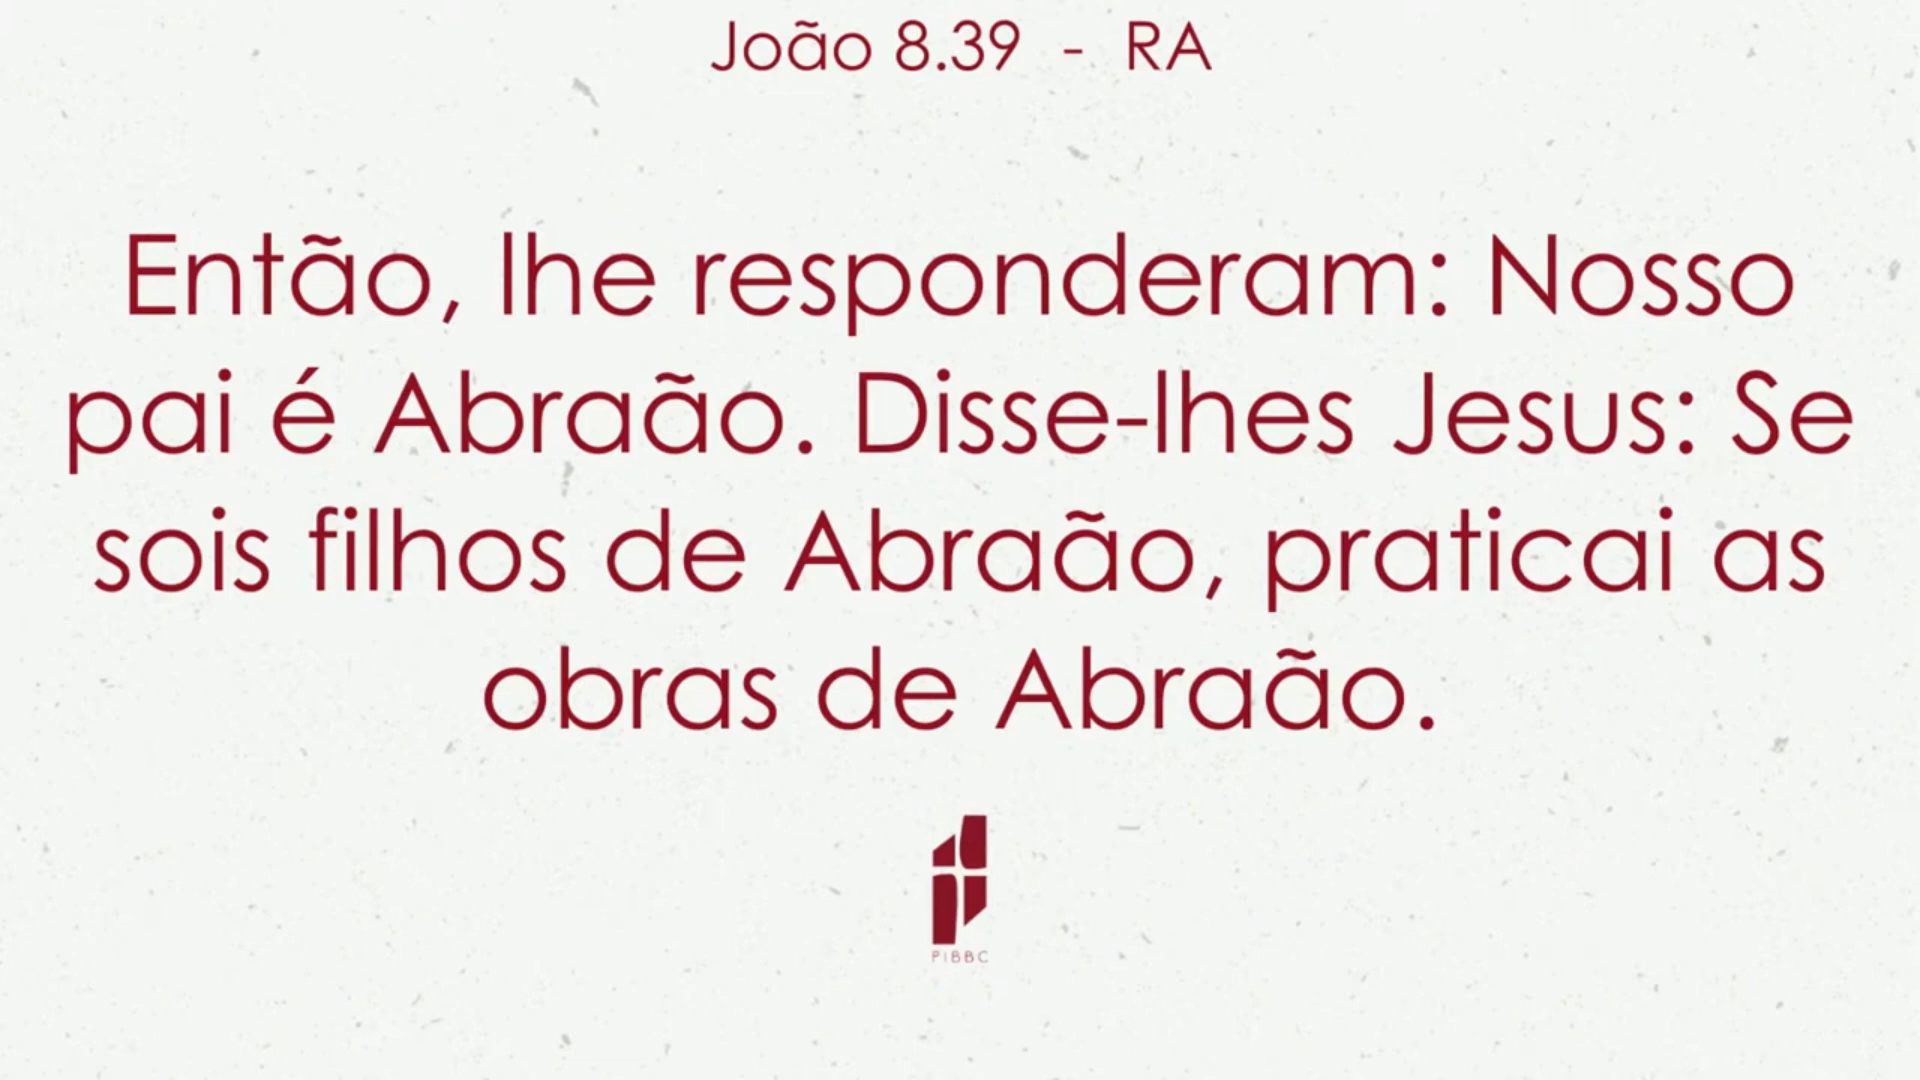 João 8.39 - RA
Então, lhe responderam: Nosso
pai é Abraão. Disse-lhes Jesus: Se
sois filhos de Abraão, praticai as
obras de Abraão.
PIBBC